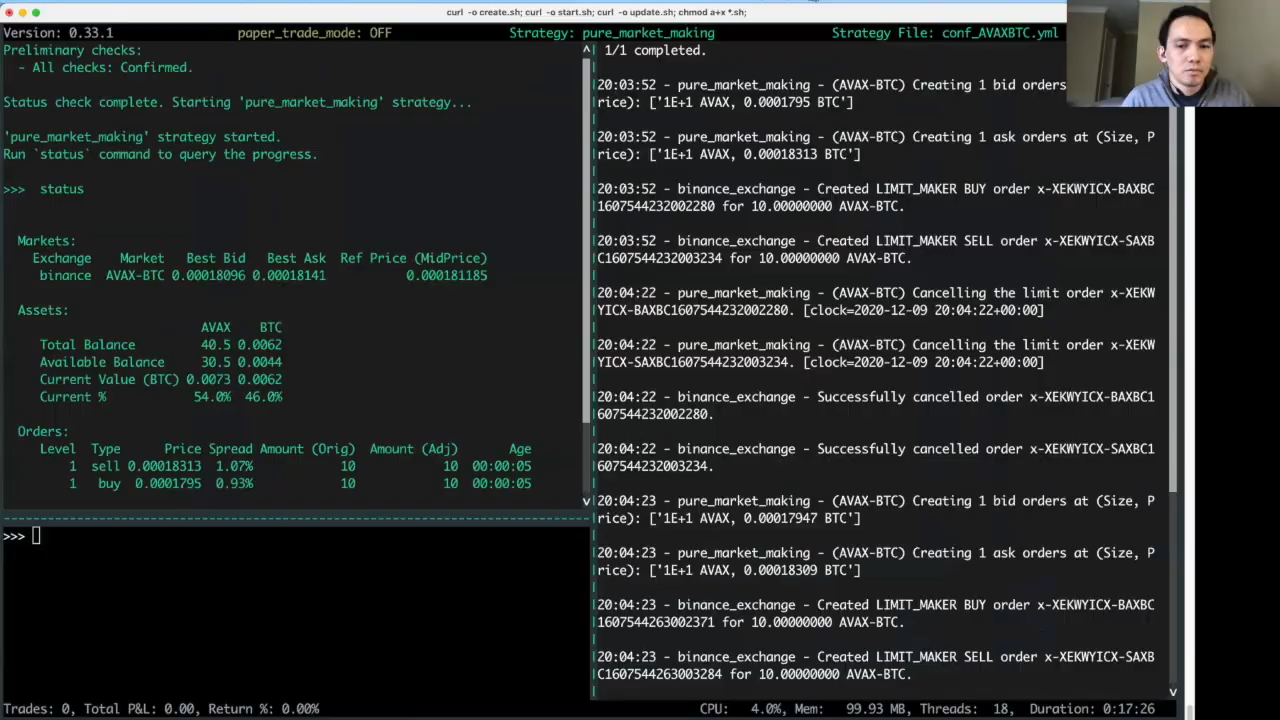 curl -o create.sh; curl -o start.sh; curl -o update.sh; chmod a+x *.sh;
Version: 0.33.1 paper_trade_mode: OFF Strategy: pure_market_making Strategy File: conf_AVAXBTC.yml
Preliminary checks:
- All checks: Confirmed.
Status check complete. Starting 'pure_market_making' strategy...
'pure_market_making' strategy started.
Run `status` command to query the progress.
>>> status
Markets:
Exchange Market Best Bid Best Ask Ref Price (MidPrice)
binance AVAX-BTC 0.00018096 0.00018141 0.000181185
Assets:
AVAX BTC
Total Balance 40.5 0.0062
Available Balance 30.5 0.0044
Current Value (BTC) 0.0073 0.0062
Current % 54.0% 46.0%
Orders:
Level Type Price Spread Amount (Orig) Amount (Adj) Age
1 sell 0.00018313 1.07% 10 10 00:00:05
1 buy 0.0001795 0.93% 10 10 00:00:05
>>>
1/1 completed.
20:03:52 - pure_market_making - (AVAX-BTC) Creating 1 bid orders
rice): ['1E+1 AVAX, 0.0001795 BTC']
20:03:52 - pure_market_making - (AVAX-BTC) Creating 1 ask orders at (Size, P
rice): ['1E+1 AVAX, 0.00018313 BTC']
20:03:52 - binance_exchange - Created LIMIT_MAKER BUY order x-XEKWYICX-BAXBC
1607544232002280 for 10.00000000 AVAX-BTC.
20:03:52 - binance_exchange - Created LIMIT_MAKER SELL order x-XEKWYICX-SAXB
C1607544232003234 for 10.00000000 AVAX-BTC.
20:04:22 - pure_market_making - (AVAX-BTC) Cancelling the limit order x-XEKW
YICX-BAXBC1607544232002280. [clock=2020-12-09 20:04:22+00:00]
20:04:22 - pure_market_making - (AVAX-BTC) Cancelling the limit order x-XEKW
YICX-SAXBC1607544232003234. [clock=2020-12-09 20:04:22+00:00]
20:04:22 - binance_exchange - Successfully cancelled order x-XEKWYICX-BAXBC1
607544232002280.
20:04:22 - binance_exchange - Successfully cancelled order x-XEKWYICX-SAXBC1
607544232003234.
20:04:23 - pure_market_making - (AVAX-BTC) Creating 1 bid orders at (Size, P
rice): ['1E+1 AVAX, 0.00017947 BTC']
20:04:23 - pure_market_making - (AVAX-BTC) Creating 1 ask orders at (Size, P
rice): ['1E+1 AVAX, 0.00018309 BTC']
20:04:23 - binance_exchange - Created LIMIT_MAKER BUY order x-XEKWYICX-BAXBC
1607544263002371 for 10.00000000 AVAX-BTC.
20:04:23 - binance_exchange - Created LIMIT_MAKER SELL order x-XEKWYICX-SAXB
C1607544263003284 for 10.00000000 AVAX-BTC.
Trades: 0, Total P&L: 0.00, Return %: 0.00% CPU: 4.0%, Mem: 99.93 MB, Threads: 18, Duration: 0:17:26